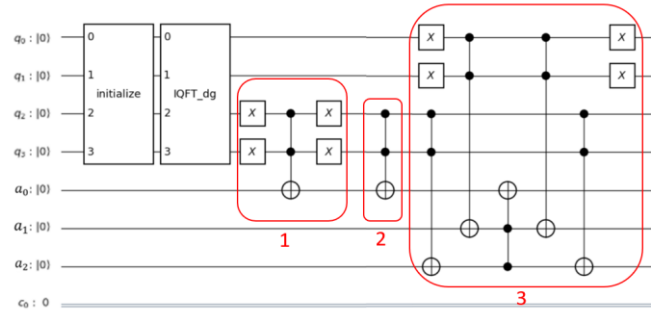 q₀ : |0⟩ 0 0 X X
q₁ : |0⟩ 1 1 X X
initialize IQFT_dg
q₂ : |0⟩ 2 2 X X
q₃ : |0⟩ 3 3 X X
a₀ : |0⟩
a₁ : |0⟩
1 2
a₂ : |0⟩
c₀ : 0
3